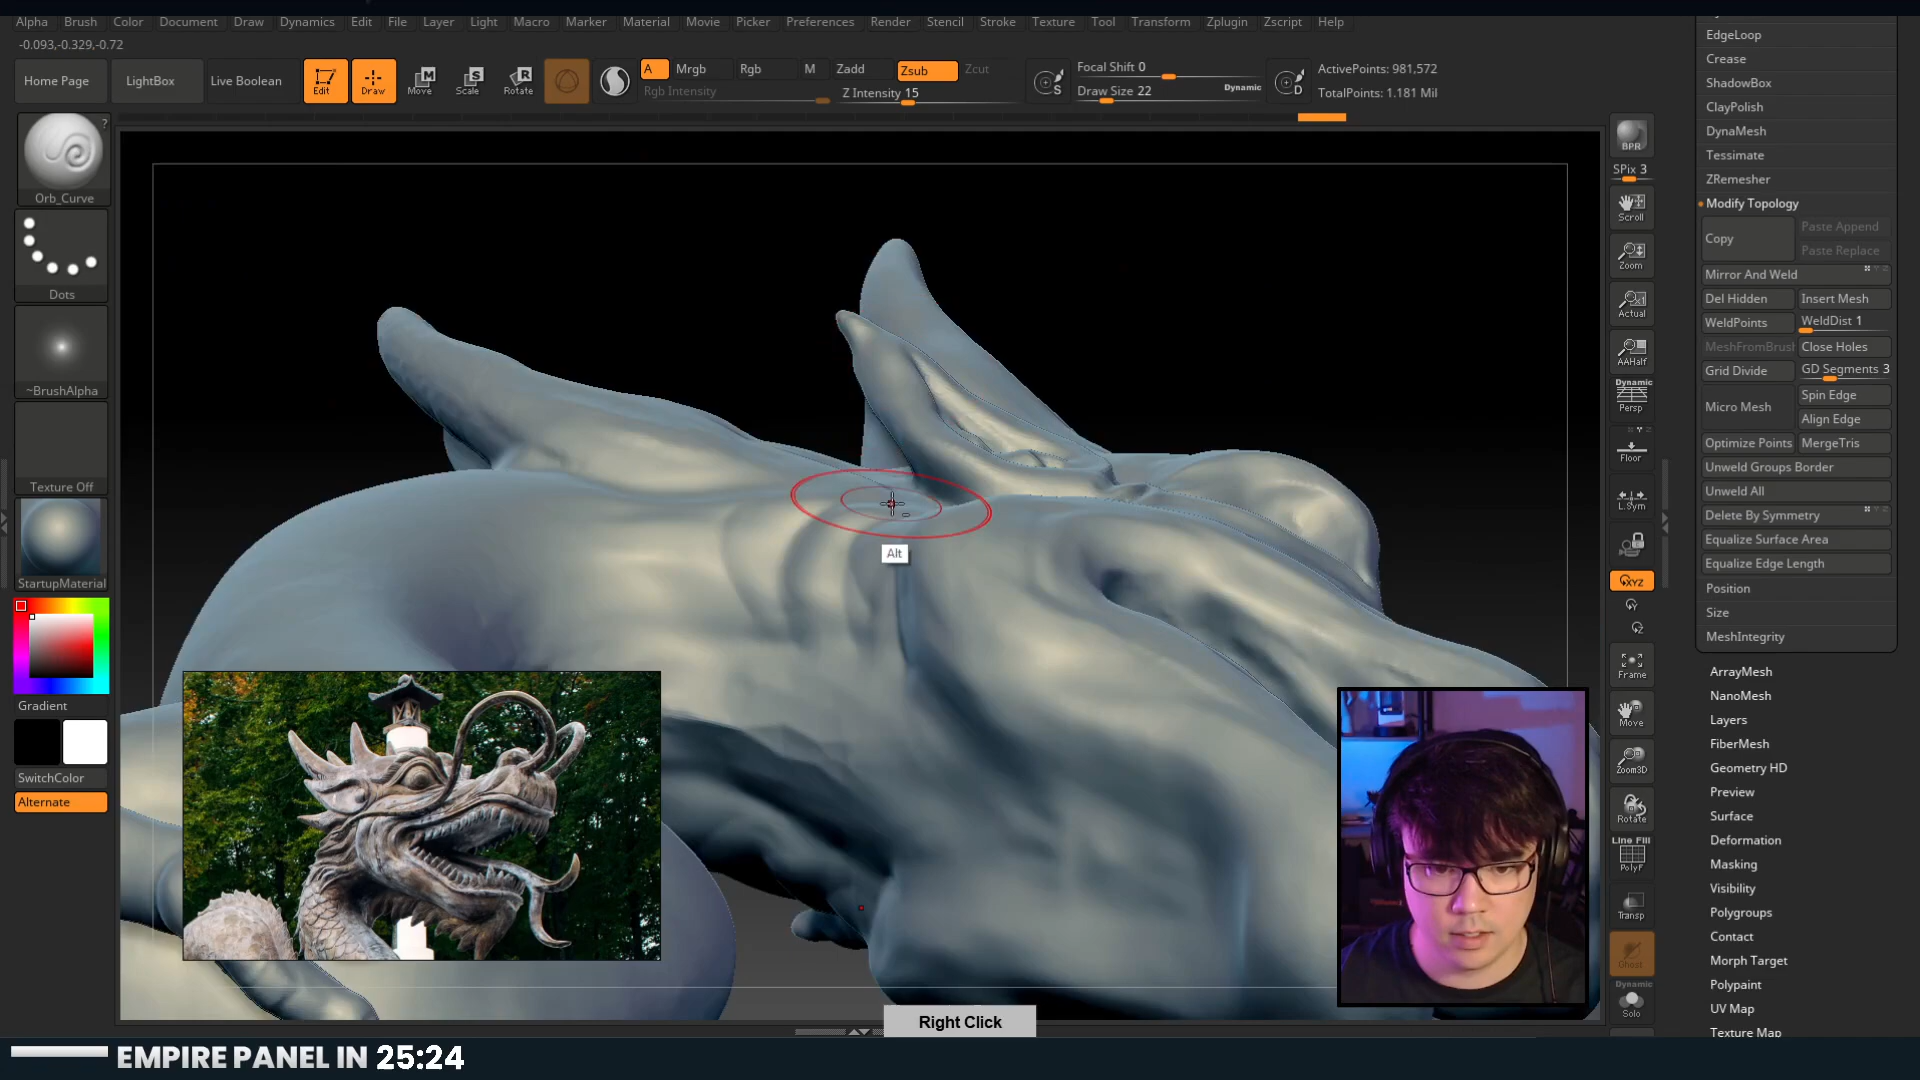 Alpha Brush Color Document Draw Dynamics Edit File Layer Light Macro Marker Material Movie Picker Preferences Render Stencil Stroke Texture Tool Transform Zplugin Zscript Help
-0.093,-0.329,-0.72
Home Page LightBox Live Boolean Edit Draw Move Scale Rotate
A Mrgb Rgb M Zadd Zsub Zcut
Rgb Intensity Z Intensity 15
Focal Shift 0
Draw Size 22 Dynamic
ActivePoints: 981,572
TotalPoints: 1.181 Mil
Orb_Curve
Dots
~BrushAlpha
Texture Off
StartupMaterial
Gradient
SwitchColor
Alternate
Alt
Right Click
EMPIRE PANEL IN 25:24
BPR
SPix 3
Scroll
Zoom
Actual
AAHalf
Dynamic
Persp
Floor
L.Sym
XYZ
Frame
Move
Zoom3D
Rotate
Line Fill
PolyF
Transp
Ghost
Dynamic
Solo
EdgeLoop
Crease
ShadowBox
ClayPolish
DynaMesh
Tessimate
ZRemesher
Modify Topology
Copy Paste Append
Paste Replace
Mirror And Weld
Del Hidden Insert Mesh
WeldPoints WeldDist 1
MeshFromBrush Close Holes
Grid Divide GD Segments 3
Micro Mesh Spin Edge
Align Edge
Optimize Points MergeTris
Unweld Groups Border
Unweld All
Delete By Symmetry
Equalize Surface Area
Equalize Edge Length
Position
Size
MeshIntegrity
ArrayMesh
NanoMesh
Layers
FiberMesh
Geometry HD
Preview
Surface
Deformation
Masking
Visibility
Polygroups
Contact
Morph Target
Polypaint
UV Map
Texture Map